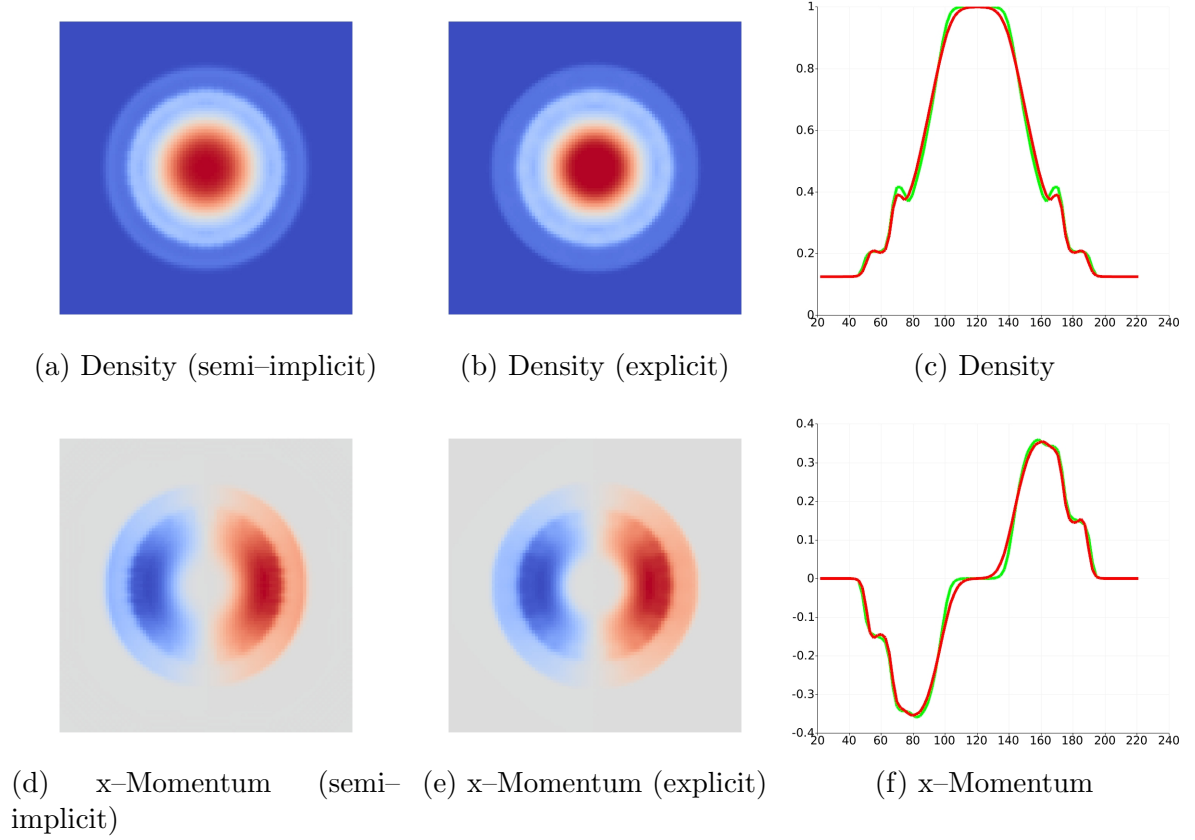 1
0.8
0.6
0.4
0.2
0
20 40 60 80 100 120 140 160 180 200 220 240
(a) Density (semi–implicit)
(b) Density (explicit)
(c) Density
0.4
0.3
0.2
0.1
0
-0.1
-0.2
-0.3
-0.4
20 40 60 80 100 120 140 160 180 200 220 240
(d) x–Momentum (semi–
implicit)
(e) x–Momentum (explicit)
(f) x–Momentum